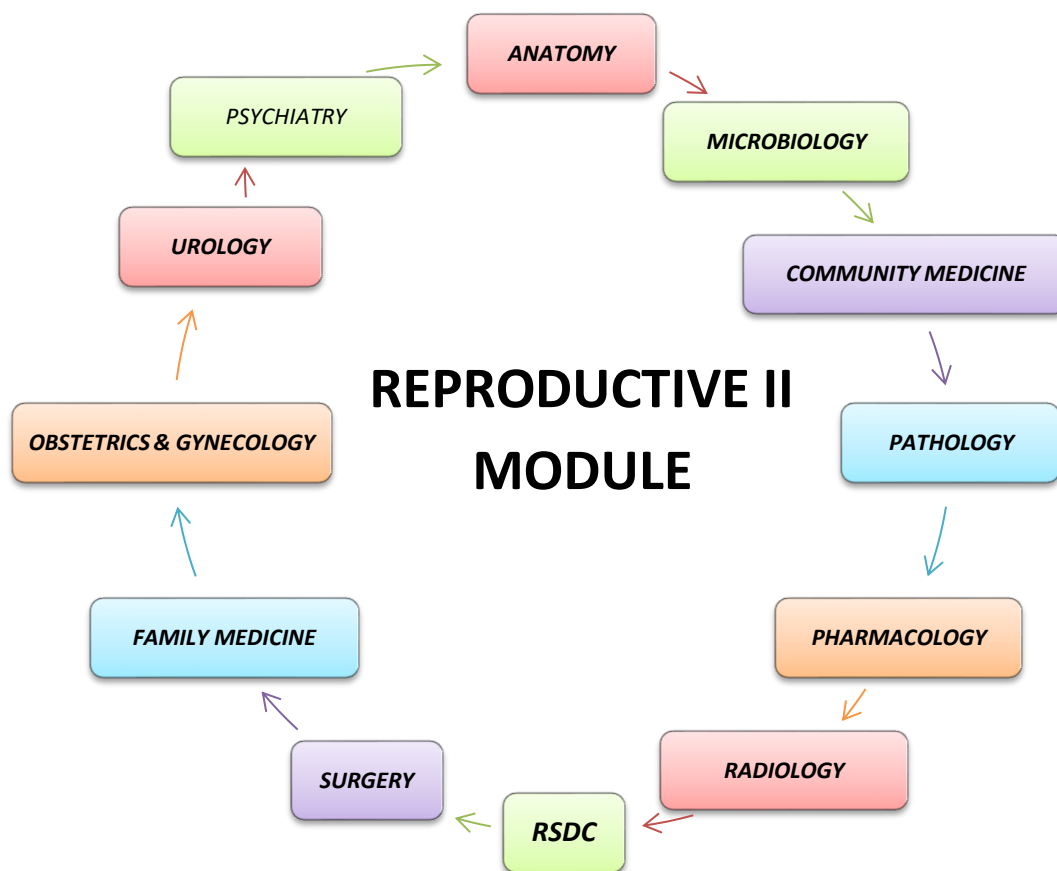 ANATOMY
MICROBIOLOGY
COMMUNITY MEDICINE
PATHOLOGY
PHARMACOLOGY
RADIOLOGY
RSDC
SURGERY
FAMILY MEDICINE
OBSTETRICS & GYNECOLOGY
UROLOGY
PSYCHIATRY
REPRODUCTIVE II
MODULE